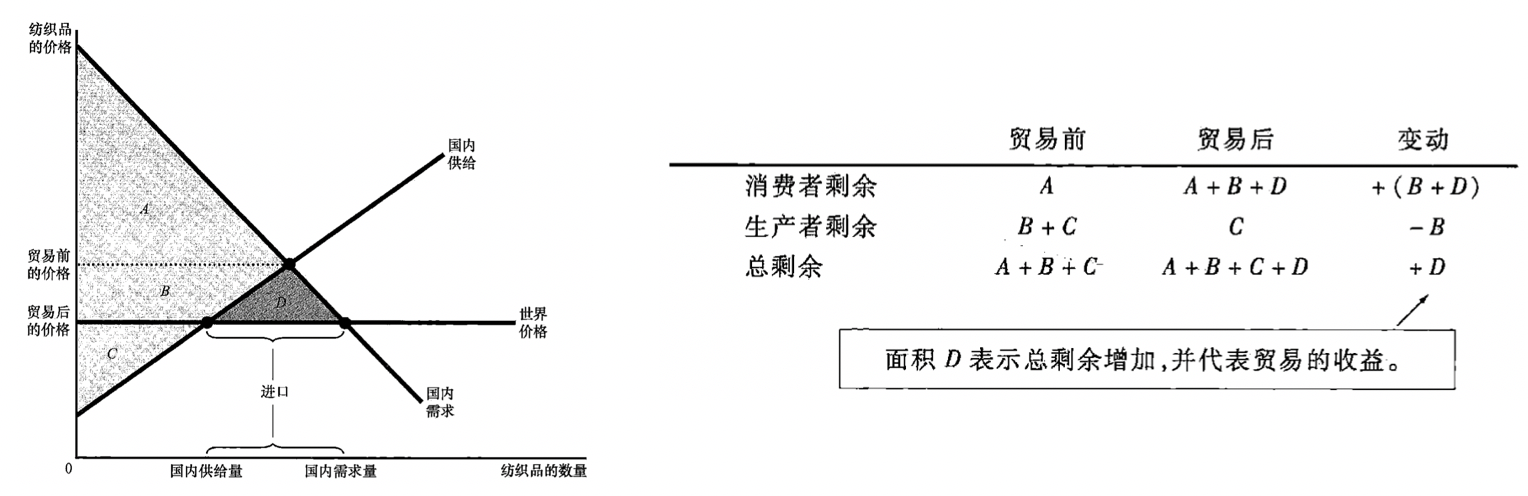 纺织品
的价格
国内
供给
A
贸易前
的价格
B
D
贸易后
的价格
世界
价格
C
进口
国内
需求
0
国内供给量
国内需求量
纺织品的数量
贸易前 贸易后 变动
消费者剩余 A A + B + D + ( B + D )
生产者剩余 B + C C - B
总剩余 A + B + C A + B + C + D + D
面积 D 表示总剩余增加,并代表贸易的收益。